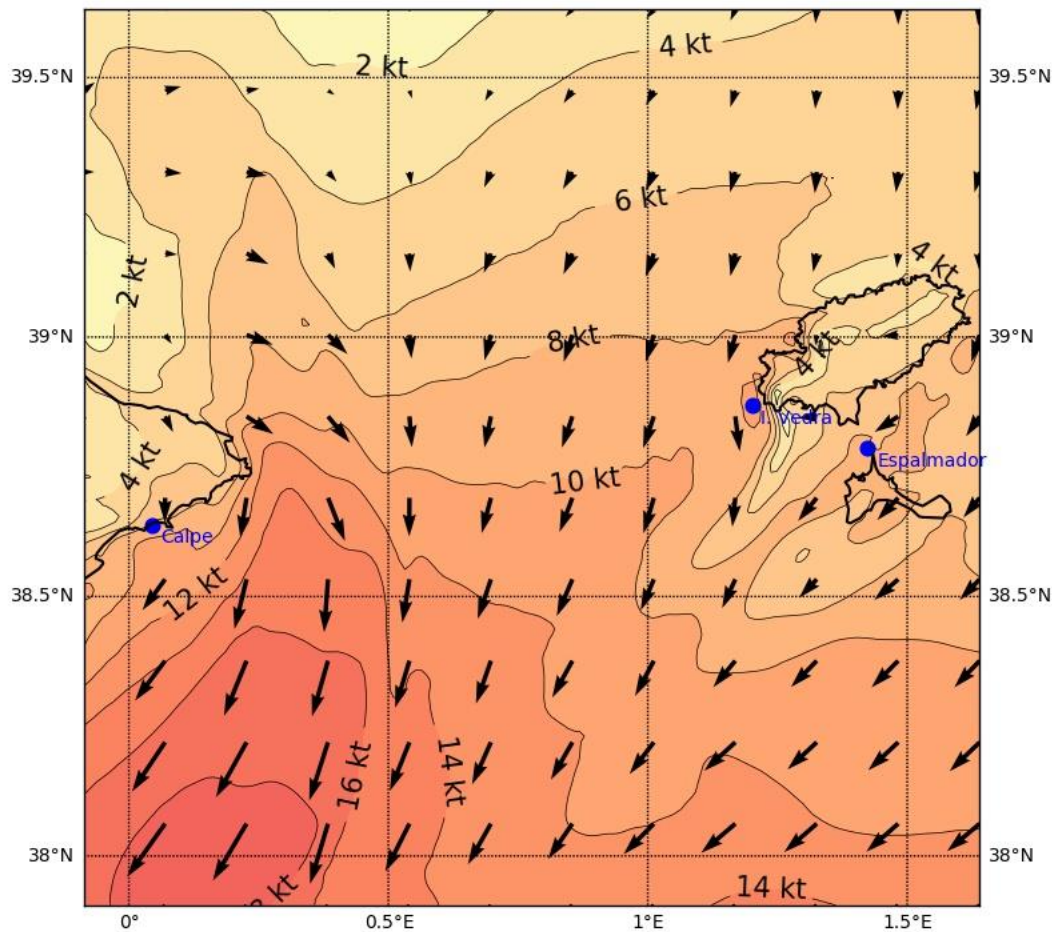 2 kt
4 kt
39.5°N
39.5°N
6 kt
4 kt
2 kt
39°N
8 kt
4 kt
39°N
I. Vedra
4 kt
10 kt
Espalmador
Calpe
12 kt
38.5°N
38.5°N
16 kt
14 kt
38°N
38°N
14 kt
0°
0.5°E
1°E
1.5°E